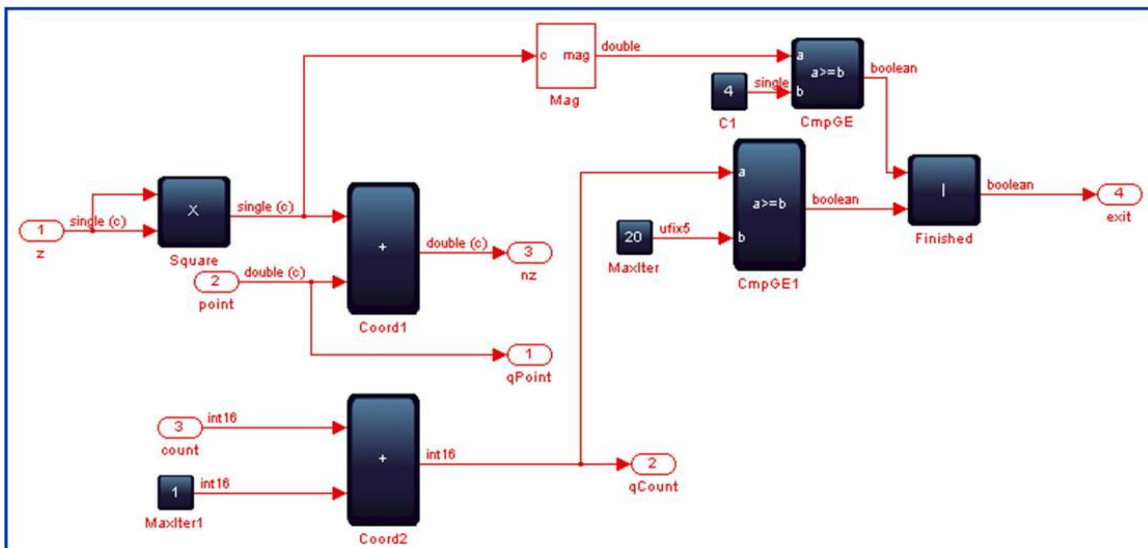 c mag
Mag
double
a
a>=b
b
CmpGE
boolean
4
C1
single
1
z
single (c)
X
Square
single (c)
2
point
double (c)
+
Coord1
double (c)
3
nz
1
qPoint
a
a>=b
b
CmpGE1
boolean
20
MaxIter
ufix5
|
Finished
boolean
4
exit
3
count
int16
1
MaxIter1
int16
+
Coord2
int16
2
qCount